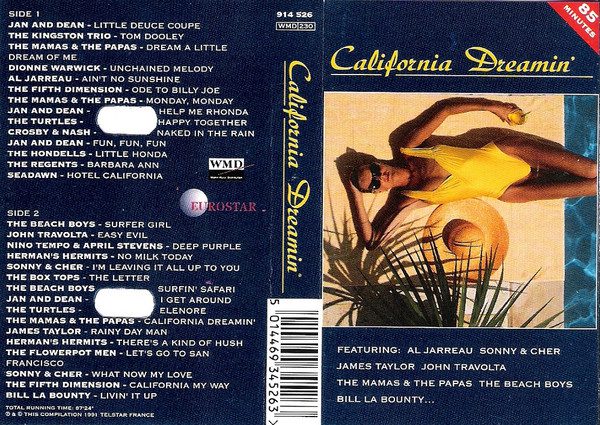 SIDE 1
JAN AND DEAN - LITTLE DEUCE COUPE
THE KINGSTON TRIO - TOM DOOLEY
THE MAMAS & THE PAPAS - DREAM A LITTLE
DREAM OF ME
DIONNE WARWICK - UNCHAINED MELODY
AL JARREAU - AIN'T NO SUNSHINE
THE FIFTH DIMENSION - ODE TO BILLY JOE
THE MAMAS & THE PAPAS - MONDAY, MONDAY
JAN AND DEAN - HELP ME RHONDA
THE TURTLES - HAPPY TOGETHER
CROSBY & NASH - NAKED IN THE RAIN
JAN AND DEAN - FUN, FUN, FUN
THE HONDELLS - LITTLE HONDA
THE REGENTS - BARBARA ANN
SEADAWN - HOTEL CALIFORNIA
WMD
EUROSTAR
SIDE 2
THE BEACH BOYS - SURFER GIRL
JOHN TRAVOLTA - EASY EVIL
NINO TEMPO & APRIL STEVENS - DEEP PURPLE
HERMAN'S HERMITS - NO MILK TODAY
SONNY & CHER - I'M LEAVING IT ALL UP TO YOU
THE BOX TOPS - THE LETTER
THE BEACH BOYS SURFIN' SAFARI
JAN AND DEAN - I GET AROUND
THE TURTLES - ELENORE
THE MAMAS & THE PAPAS - CALIFORNIA DREAMIN'
JAMES TAYLOR - RAINY DAY MAN
HERMAN'S HERMITS - THERE'S A KIND OF HUSH
THE FLOWERPOT MEN - LET'S GO TO SAN
FRANCISCO
SONNY & CHER - WHAT NOW MY LOVE
THE FIFTH DIMENSION - CALIFORNIA MY WAY
BILL LA BOUNTY - LIVIN' IT UP
TOTAL RUNNING TIME: 87'24"
℗ & © THIS COMPILATION 1991 TELSTAR FRANCE
914 526
WMD 230
California Dreamin'
5 014469 345263 >
85
MINUTES
California Dreamin'
FEATURING: AL JARREAU SONNY & CHER
JAMES TAYLOR JOHN TRAVOLTA
THE MAMAS & THE PAPAS THE BEACH BOYS
BILL LA BOUNTY...